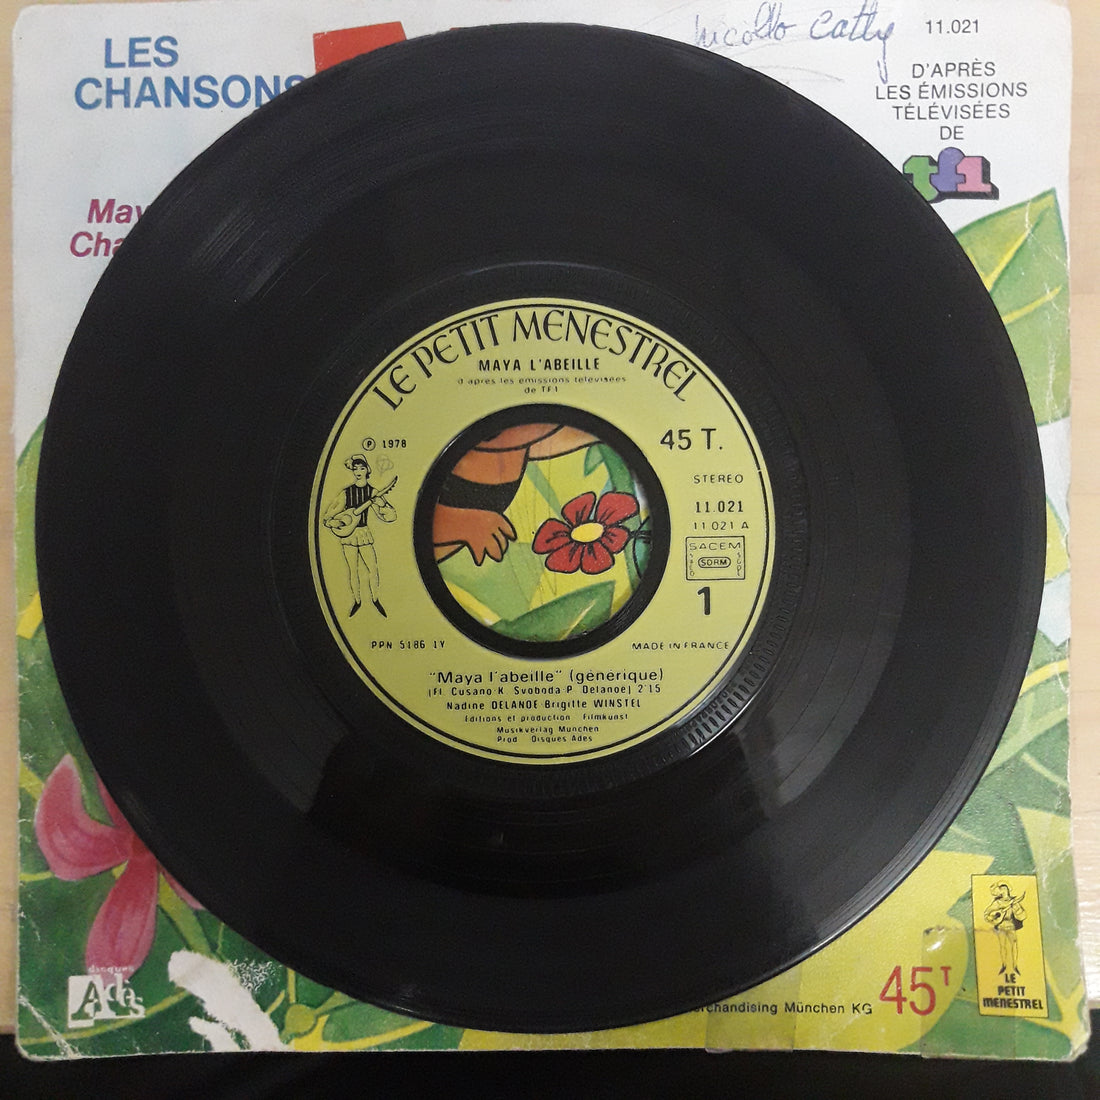 LES
CHANSONS
nicollo Cathy
11.021
D'APRÈS
LES ÉMISSIONS
TÉLÉVISÉES
DE
tf1
LE PETIT MENESTREL
MAYA L'ABEILLE
d'après les émissions télévisées
de TF1
℗ 1978
45 T.
STEREO
11.021
11 021 A
SACEM
SDRM
1
PPN 5186 1Y
MADE IN FRANCE
"Maya l'abeille" (générique)
(Fl. Cusano-K. Svoboda-P. Delanoe) 2'15
Nadine DELANOE-Brigitte WINSTEL
Editions et production Filmkunst
Musikverlag München
Prod Disques Ades
disques
Adès
München KG
45T
LE
PETIT
MENESTREL